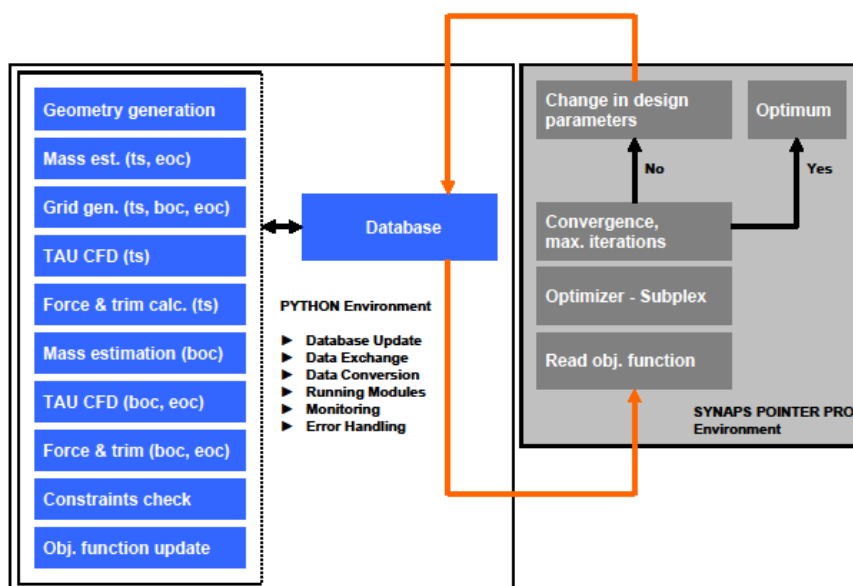 Geometry generation
Mass est. (ts, eoc)
Grid gen. (ts, boc, eoc)
TAU CFD (ts)
Force & trim calc. (ts)
Mass estimation (boc)
TAU CFD (boc, eoc)
Force & trim (boc, eoc)
Constraints check
Obj. function update
Database
PYTHON Environment
► Database Update
► Data Exchange
► Data Conversion
► Running Modules
► Monitoring
► Error Handling
Change in design
parameters
Optimum
No
Yes
Convergence,
max. iterations
Optimizer - Subplex
Read obj. function
SYNAPS POINTER PRO
Environment